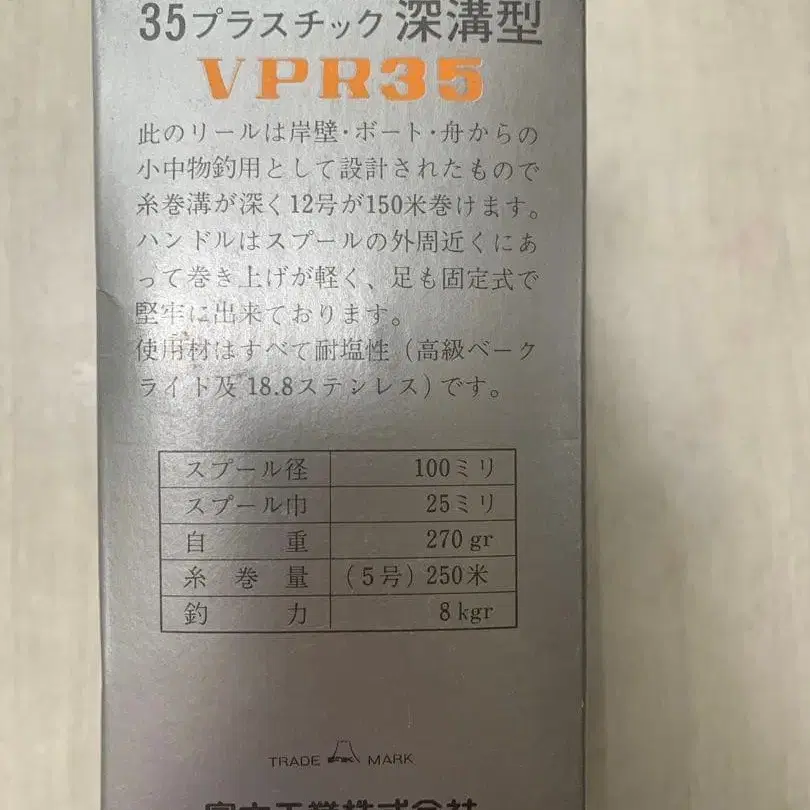 35プラスチック 深溝型
VPR35
此のリールは岸壁・ボート・舟からの
小中物釣用として設計されたもので
糸巻溝が深く12号が150米巻けます。
ハンドルはスプールの外周近くにあ
って巻き上げが軽く、足も固定式で
堅牢に出来ております。
使用材はすべて耐塩性(高級ベーク
ライト及18.8ステンレス)です。
スプール径 100ミリ
スプール巾 25ミリ
自重 270 gr
糸巻量 (5号) 250米
釣力 8 kgr
TRADE MARK
富士工業株式会社